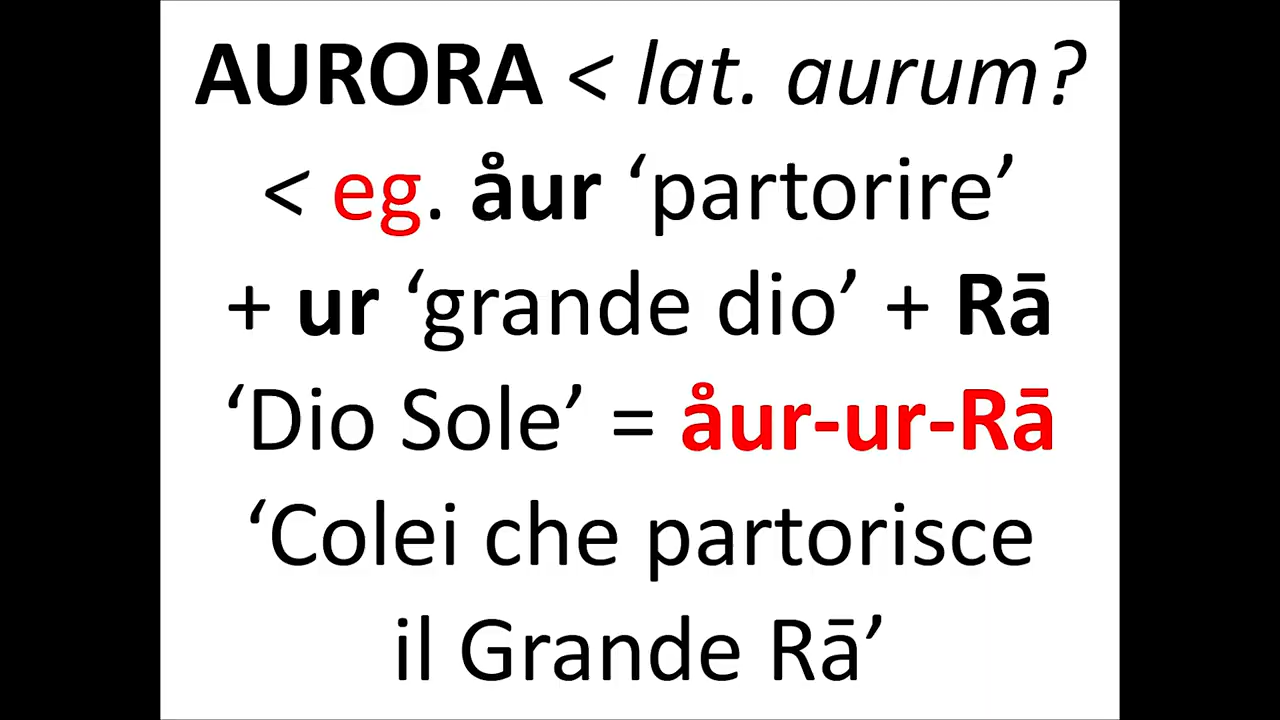 AURORA < lat. aurum?
< eg. åur ‘partorire’
+ ur ‘grande dio’ + Rā
‘Dio Sole’ = åur-ur-Rā
‘Colei che partorisce
il Grande Rā’